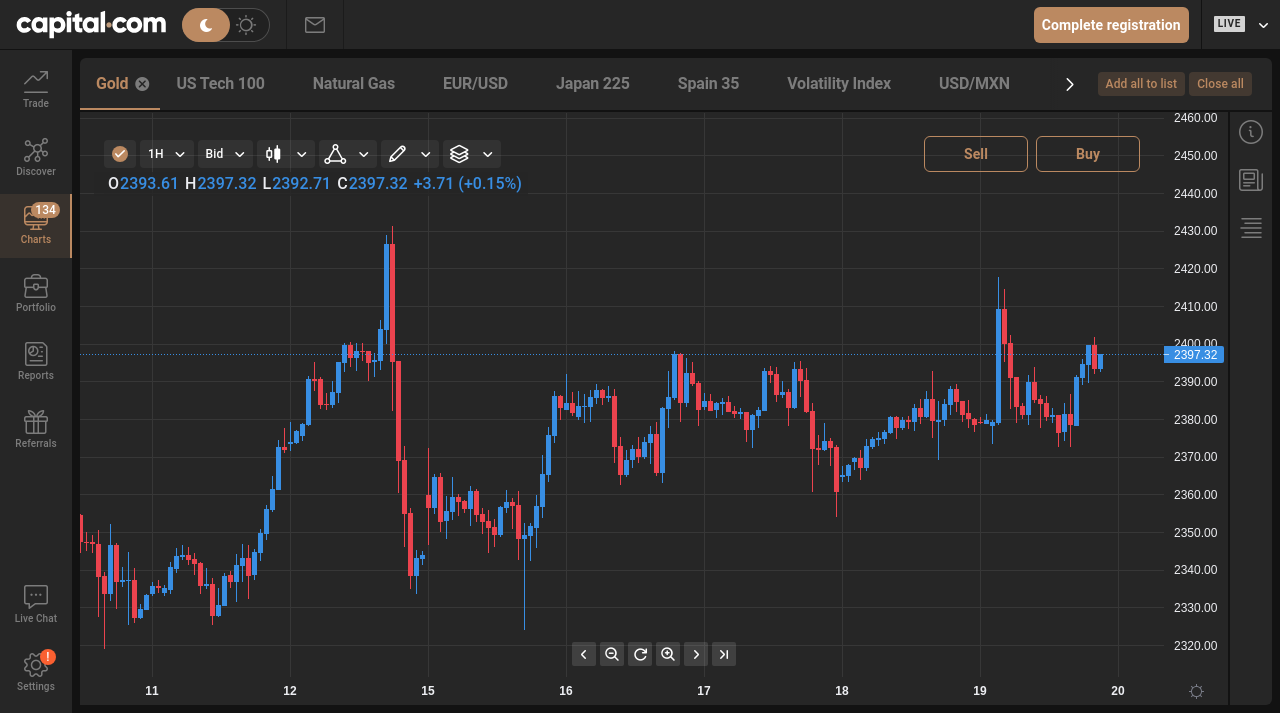 capital.com
Complete registration
LIVE
Trade
Discover
134
Charts
Portfolio
Reports
Referrals
Live Chat
!
Settings
Gold
US Tech 100
Natural Gas
EUR/USD
Japan 225
Spain 35
Volatility Index
USD/MXN
Add all to list
Close all
1H
Bid
Sell
Buy
O2393.61 H2397.32 L2392.71 C2397.32 +3.71 (+0.15%)
2460.00
2450.00
2440.00
2430.00
2420.00
2410.00
2400.00
2397.32
2390.00
2380.00
2370.00
2360.00
2350.00
2340.00
2330.00
2320.00
11 12 15 16 17 18 19 20